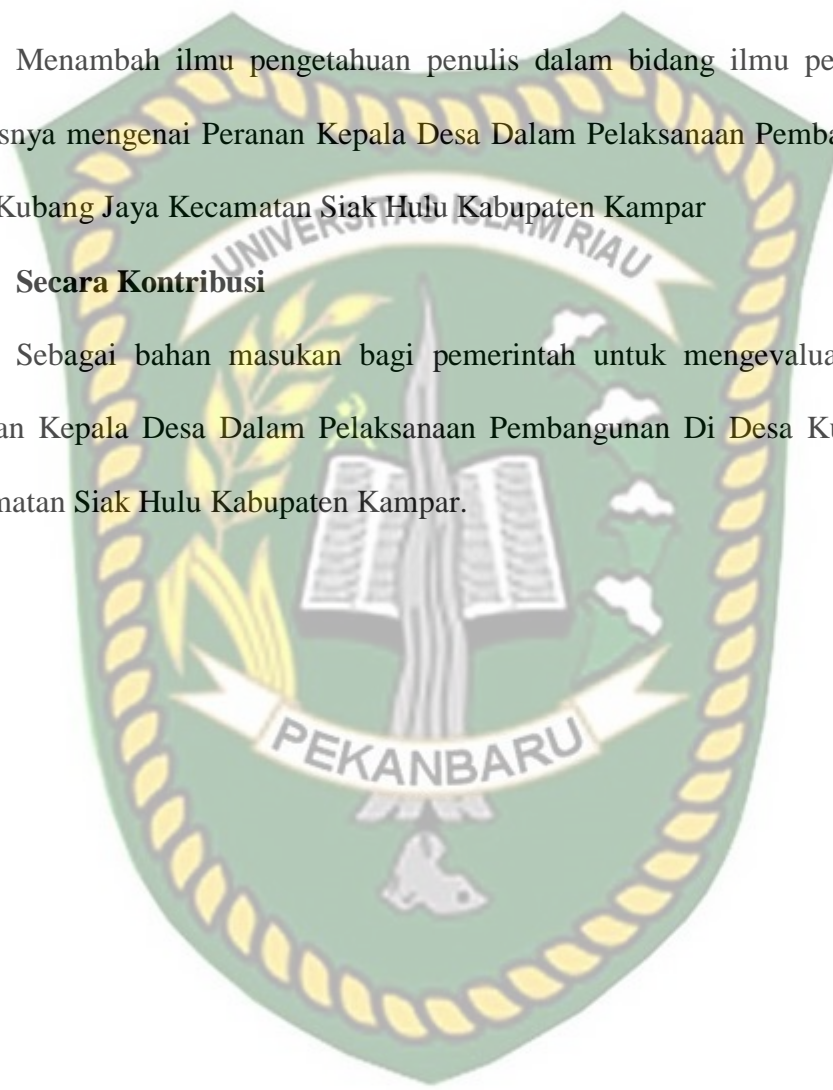 Menambah ilmu pengetahuan penulis dalam bidang ilmu pe
snya mengenai Peranan Kepala Desa Dalam Pelaksanaan Pemba
Kubang Jaya Kecamatan Siak Hulu Kabupaten Kampar
UNIVERSITAS ISLAM RIAU
Secara Kontribusi
Sebagai bahan masukan bagi pemerintah untuk mengevalua
an Kepala Desa Dalam Pelaksanaan Pembangunan Di Desa Ku
matan Siak Hulu Kabupaten Kampar.
PEKANBARU